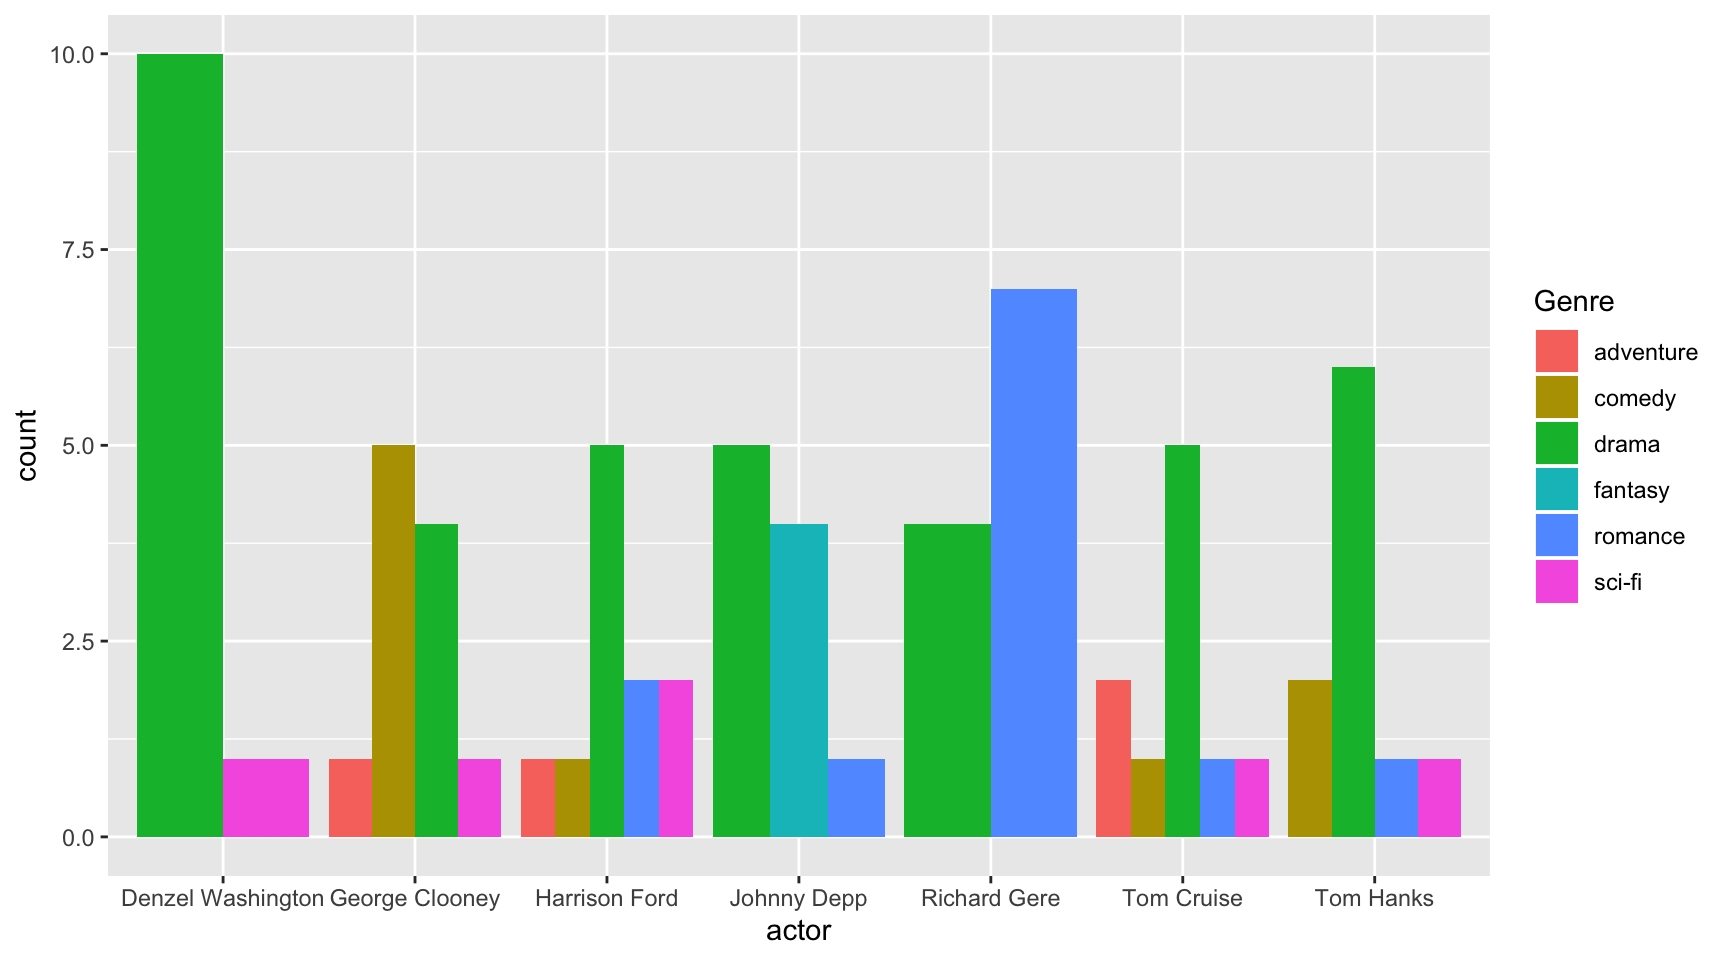 10.0
7.5
5.0
2.5
0.0
count
Denzel Washington George Clooney Harrison Ford Johnny Depp Richard Gere Tom Cruise Tom Hanks
actor
Genre
adventure
comedy
drama
fantasy
romance
sci-fi